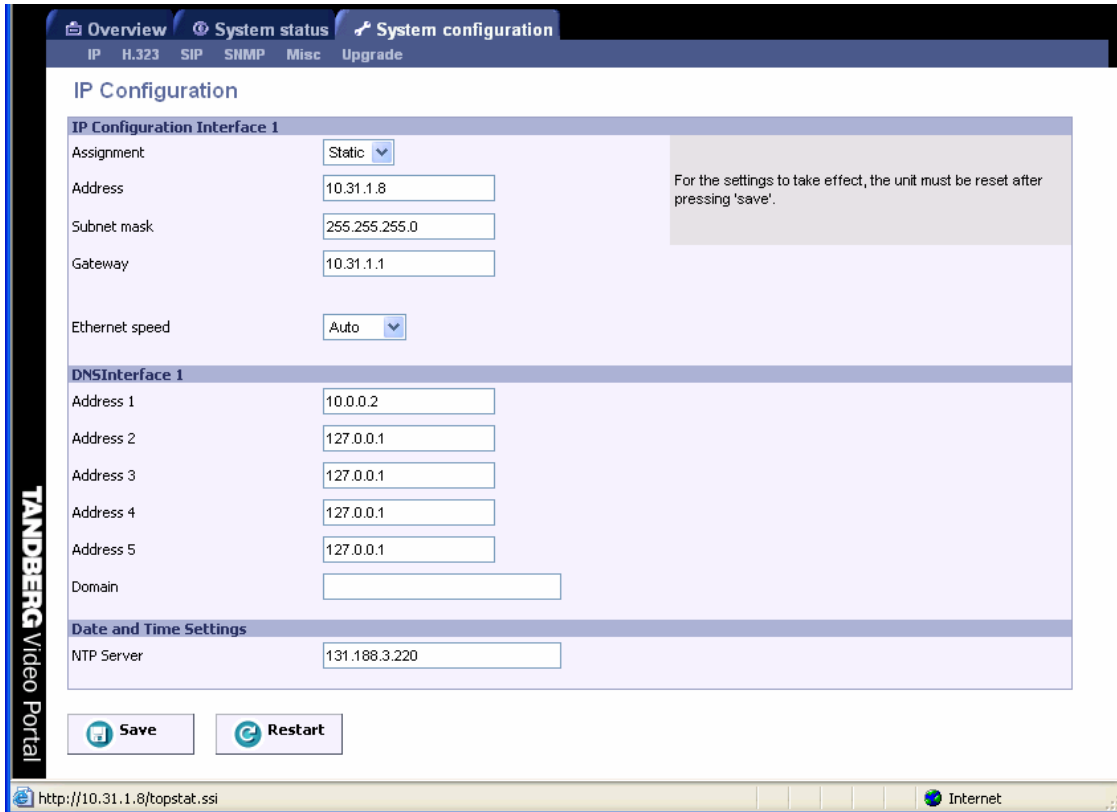 Overview System status System configuration
IP H.323 SIP SNMP Misc Upgrade
IP Configuration
IP Configuration Interface 1
Assignment Static
Address 10.31.1.8
For the settings to take effect, the unit must be reset after
pressing 'save'.
Subnet mask 255.255.255.0
Gateway 10.31.1.1
Ethernet speed Auto
DNSInterface 1
Address 1 10.0.0.2
Address 2 127.0.0.1
Address 3 127.0.0.1
Address 4 127.0.0.1
Address 5 127.0.0.1
Domain
Date and Time Settings
NTP Server 131.188.3.220
Save Restart
TANDBERG Video Portal
http://10.31.1.8/topstat.ssi Internet